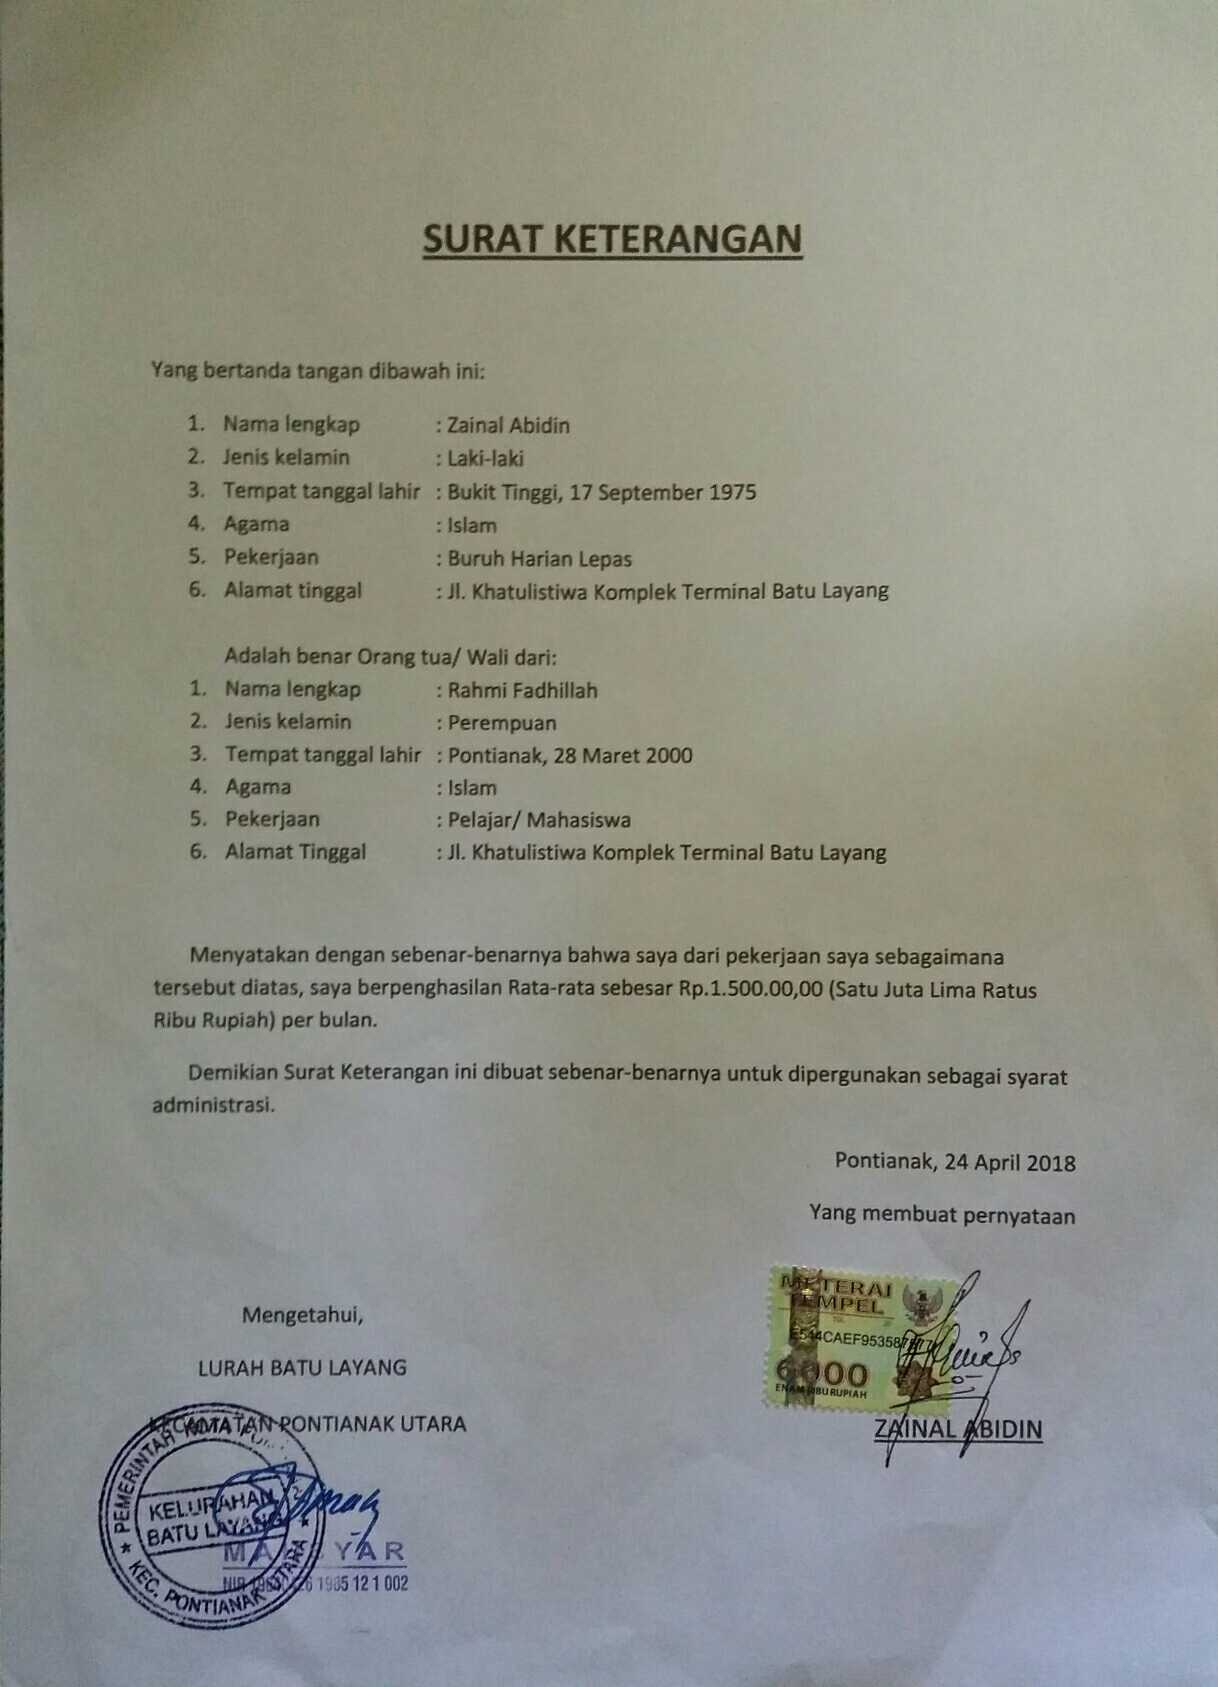 SURAT KETERANGAN
Yang bertanda tangan dibawah ini:
1. Nama lengkap : Zainal Abidin
2. Jenis kelamin : Laki-laki
3. Tempat tanggal lahir : Bukit Tinggi, 17 September 1975
4. Agama : Islam
5. Pekerjaan : Buruh Harian Lepas
6. Alamat tinggal : Jl. Khatulistiwa Komplek Terminal Batu Layang
Adalah benar Orang tua/ Wali dari:
1. Nama lengkap : Rahmi Fadhillah
2. Jenis kelamin : Perempuan
3. Tempat tanggal lahir : Pontianak, 28 Maret 2000
4. Agama : Islam
5. Pekerjaan : Pelajar/ Mahasiswa
6. Alamat Tinggal : Jl. Khatulistiwa Komplek Terminal Batu Layang
Menyatakan dengan sebenar-benarnya bahwa saya dari pekerjaan saya sebagaimana
tersebut diatas, saya berpenghasilan Rata-rata sebesar Rp.1.500.00,00 (Satu Juta Lima Ratus
Ribu Rupiah) per bulan.
Demikian Surat Keterangan ini dibuat sebenar-benarnya untuk dipergunakan sebagai syarat
administrasi.
Pontianak, 24 April 2018
Yang membuat pernyataan
METERAI
TEMPEL
6000
ENAM RIBU RUPIAH
ZAINAL ABIDIN
Mengetahui,
LURAH BATU LAYANG
KECAMATAN PONTIANAK UTARA
PEMERINTAH KOTA
KELURAHAN
BATU LAYANG
KEC. PONTIANAK UTARA
NIP 1985 12 1 002